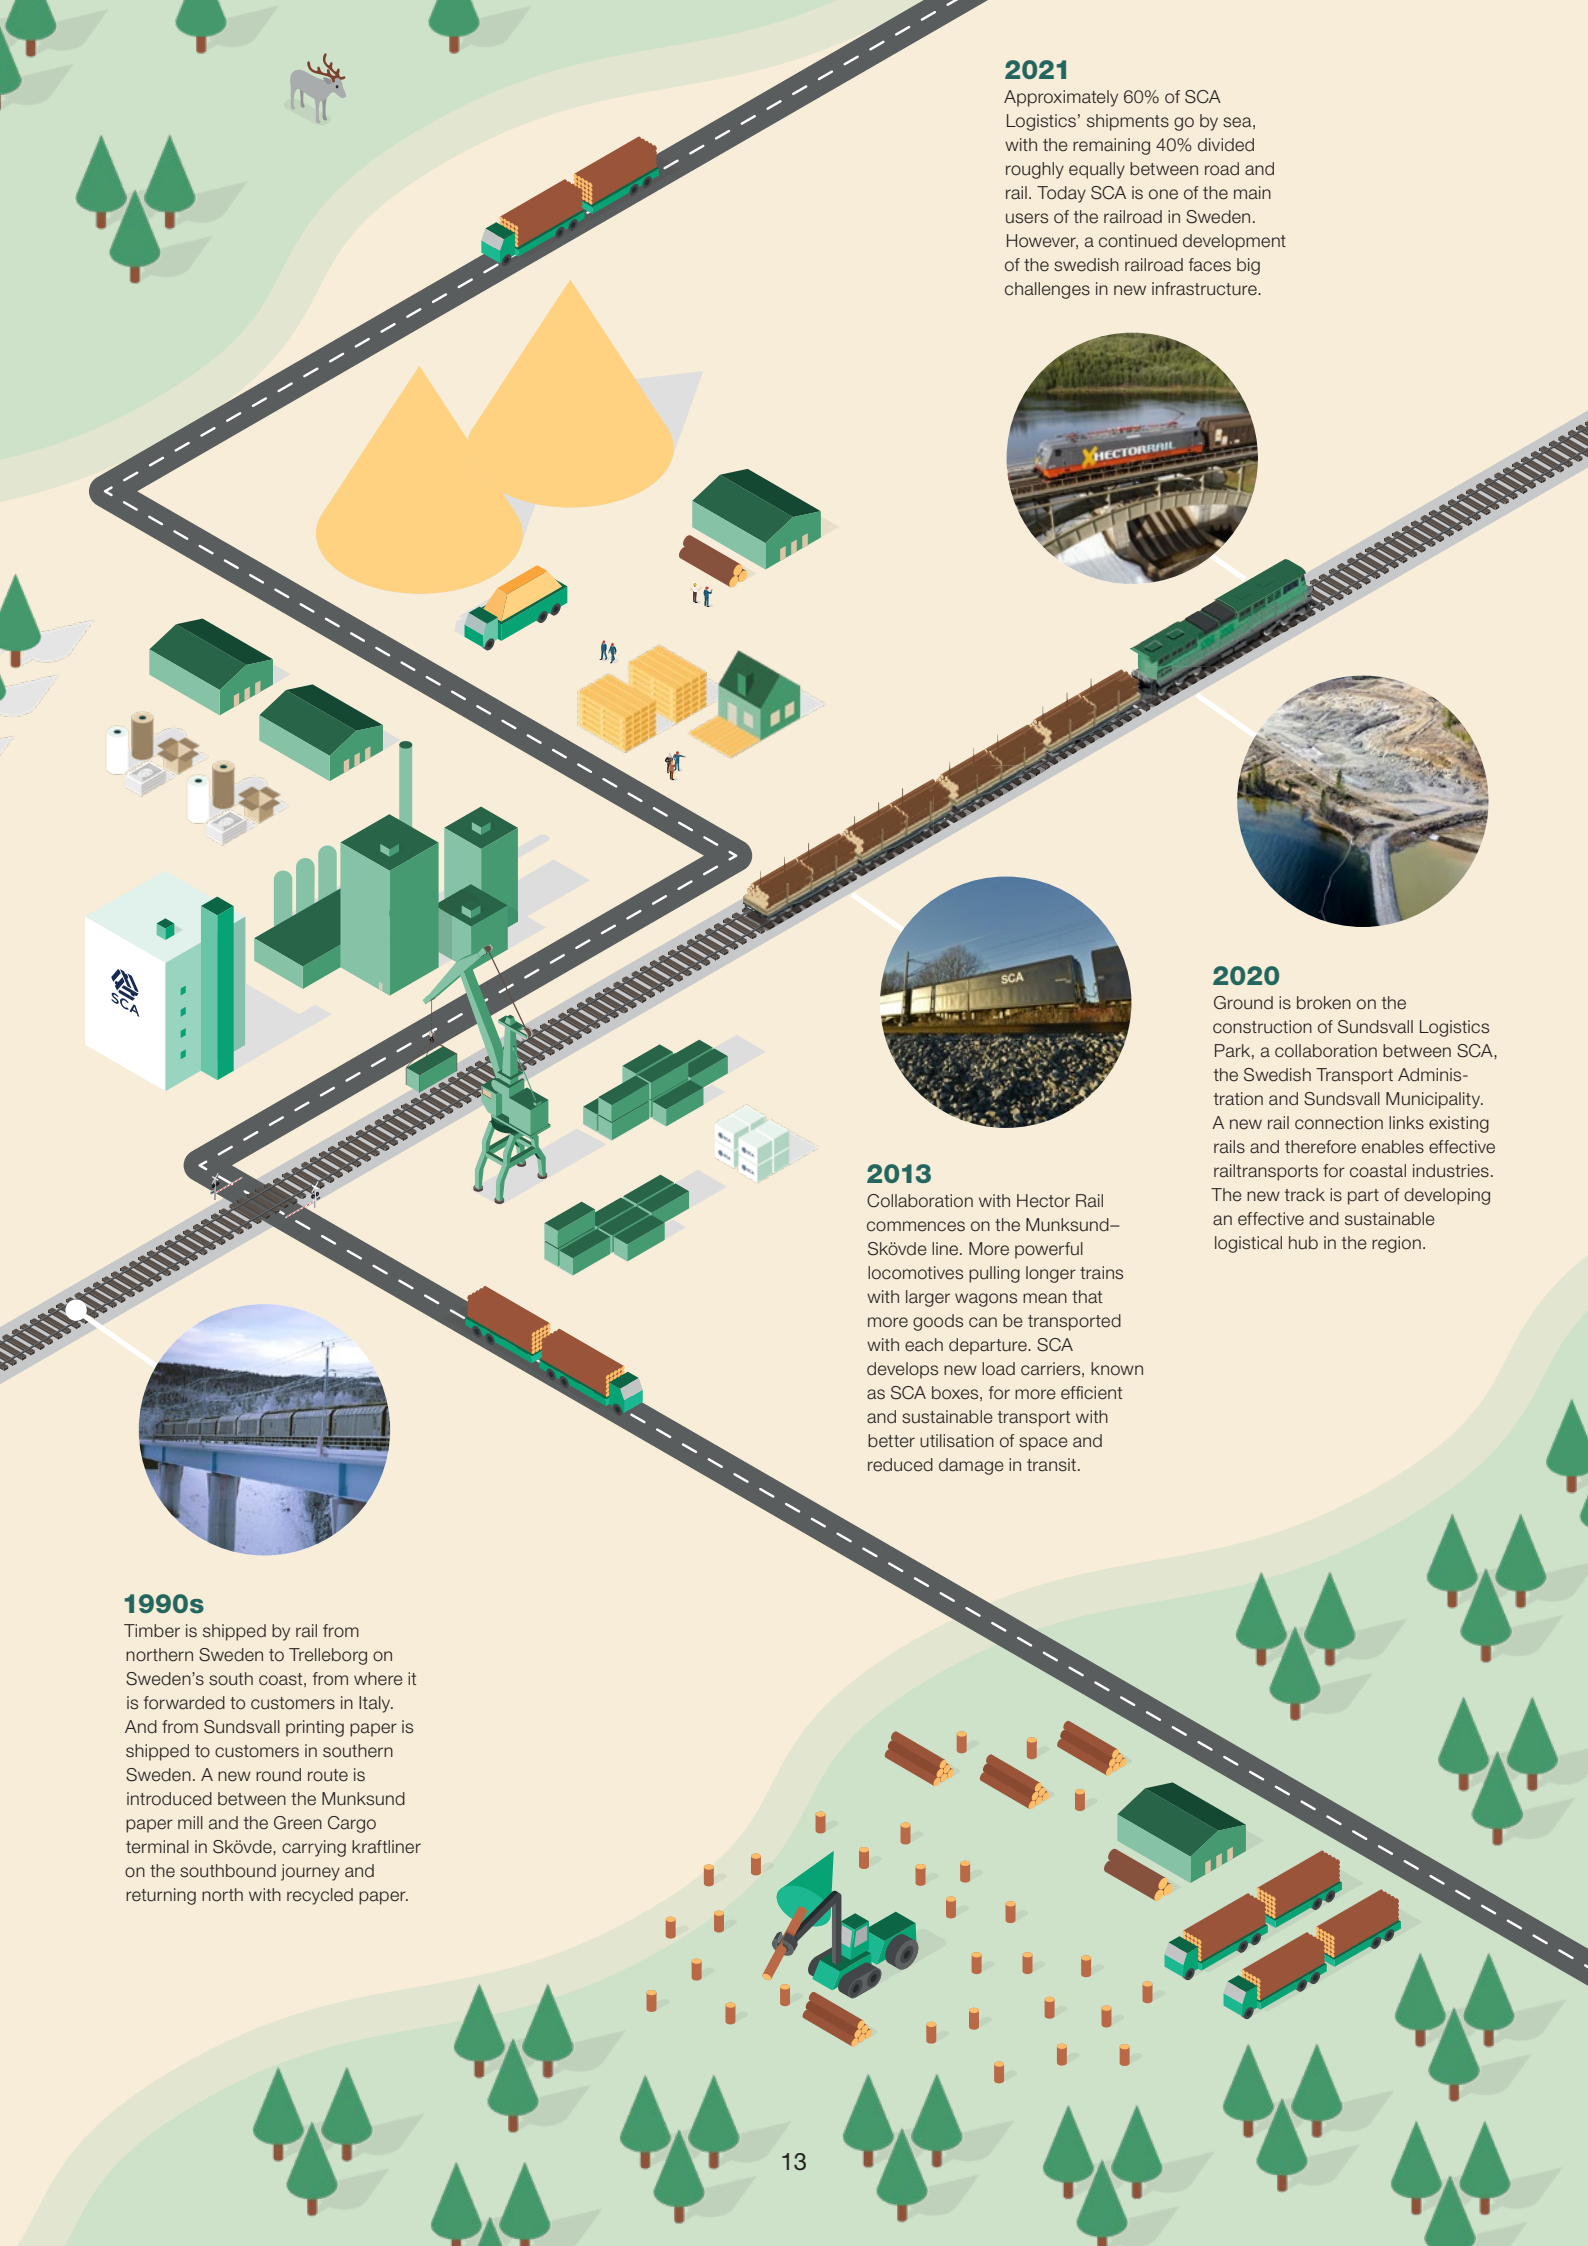 2021
Approximately 60% of SCA
Logistics’ shipments go by sea,
with the remaining 40% divided
roughly equally between road and
rail. Today SCA is one of the main
users of the railroad in Sweden.
However, a continued development
of the swedish railroad faces big
challenges in new infrastructure.
HECTORRAIL
SCA
SCA
2020
Ground is broken on the
construction of Sundsvall Logistics
Park, a collaboration between SCA,
the Swedish Transport Adminis-
tration and Sundsvall Municipality.
A new rail connection links existing
rails and therefore enables effective
railtransports for coastal industries.
The new track is part of developing
an effective and sustainable
logistical hub in the region.
2013
Collaboration with Hector Rail
commences on the Munksund–
Skövde line. More powerful
locomotives pulling longer trains
with larger wagons mean that
more goods can be transported
with each departure. SCA
develops new load carriers, known
as SCA boxes, for more efficient
and sustainable transport with
better utilisation of space and
reduced damage in transit.
1990s
Timber is shipped by rail from
northern Sweden to Trelleborg on
Sweden’s south coast, from where it
is forwarded to customers in Italy.
And from Sundsvall printing paper is
shipped to customers in southern
Sweden. A new round route is
introduced between the Munksund
paper mill and the Green Cargo
terminal in Skövde, carrying kraftliner
on the southbound journey and
returning north with recycled paper.
13